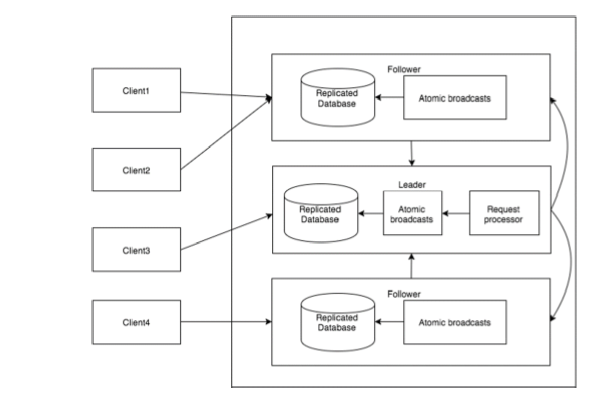 Client1
Client2
Client3
Client4
Follower
Replicated
Database
Atomic broadcasts
Leader
Replicated
Database
Atomic
broadcasts
Request
processor
Follower
Replicated
Database
Atomic broadcasts